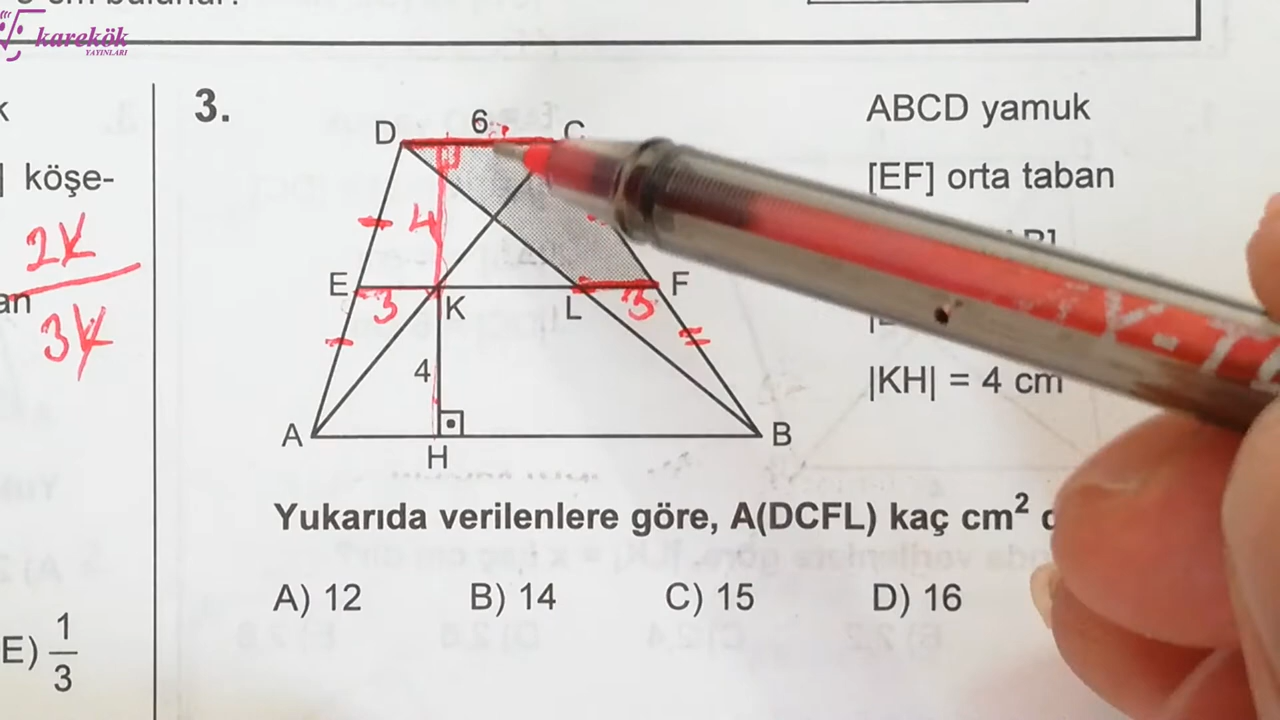 karekök
YAYINLARI
3.
ABCD yamuk
[EF] orta taban
] köşe-
2K
3K
D
6
C
4
E
3
K
L
3
F
4
|KH| = 4 cm
A
H
B
Yukarıda verilenlere göre, A(DCFL) kaç cm²
A) 12 B) 14 C) 15 D) 16
E) 1/3